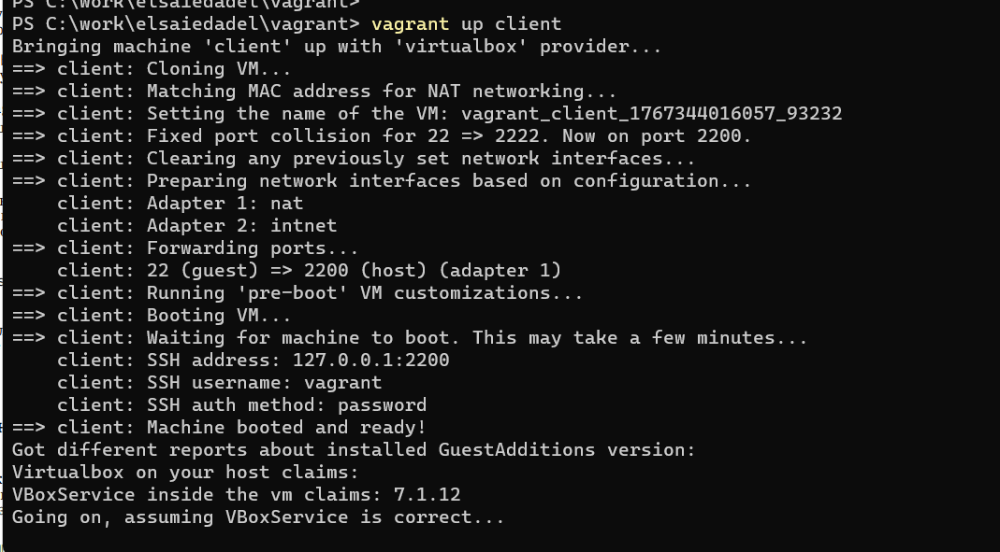 PS C:\work\elsaiedadel\vagrant>
PS C:\work\elsaiedadel\vagrant> vagrant up client
Bringing machine 'client' up with 'virtualbox' provider...
==> client: Cloning VM...
==> client: Matching MAC address for NAT networking...
==> client: Setting the name of the VM: vagrant_client_1767344016057_93232
==> client: Fixed port collision for 22 => 2222. Now on port 2200.
==> client: Clearing any previously set network interfaces...
==> client: Preparing network interfaces based on configuration...
    client: Adapter 1: nat
    client: Adapter 2: intnet
==> client: Forwarding ports...
    client: 22 (guest) => 2200 (host) (adapter 1)
==> client: Running 'pre-boot' VM customizations...
==> client: Booting VM...
==> client: Waiting for machine to boot. This may take a few minutes...
    client: SSH address: 127.0.0.1:2200
    client: SSH username: vagrant
    client: SSH auth method: password
==> client: Machine booted and ready!
Got different reports about installed GuestAdditions version:
Virtualbox on your host claims:
VBoxService inside the vm claims: 7.1.12
Going on, assuming VBoxService is correct...